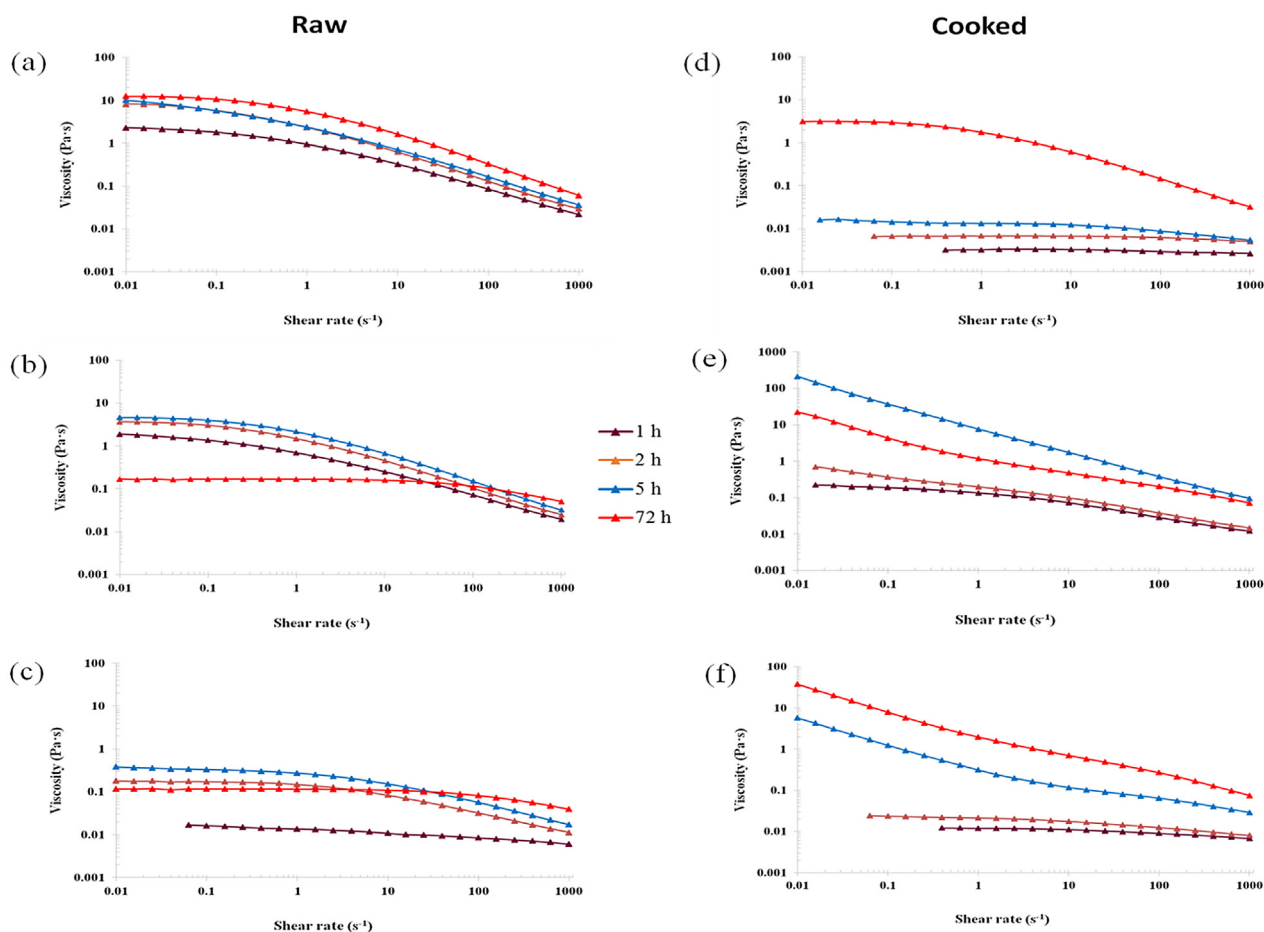 Raw
Cooked
(a)
Viscosity (Pa·s)
100
10
1
0.1
0.01
0.001
0.01 0.1 1 10 100 1000
Shear rate (s⁻¹)
(d)
Viscosity (Pa·s)
100
10
1
0.1
0.01
0.001
0.01 0.1 1 10 100 1000
Shear rate (s⁻¹)
(b)
Viscosity (Pa·s)
100
10
1
0.1
0.01
0.001
0.01 0.1 1 10 100 1000
Shear rate (s⁻¹)
1 h
2 h
5 h
72 h
(e)
Viscosity (Pa·s)
1000
100
10
1
0.1
0.01
0.001
0.01 0.1 1 10 100 1000
Shear rate (s⁻¹)
(c)
Viscosity (Pa·s)
100
10
1
0.1
0.01
0.001
0.01 0.1 1 10 100 1000
Shear rate (s⁻¹)
(f)
Viscosity (Pa·s)
100
10
1
0.1
0.01
0.001
0.01 0.1 1 10 100 1000
Shear rate (s⁻¹)